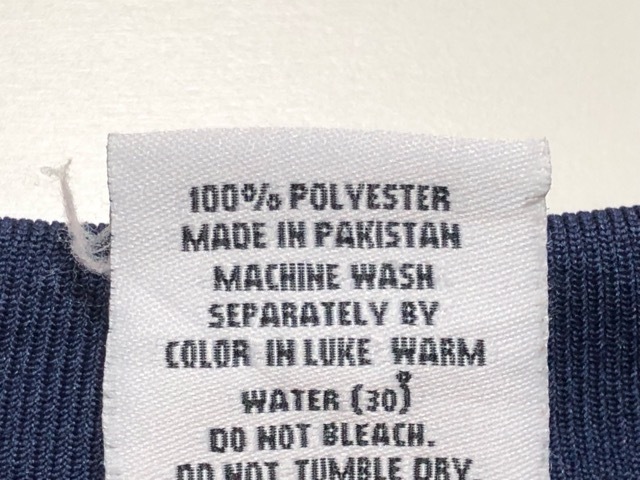 100% POLYESTER
MADE IN PAKISTAN
MACHINE WASH
SEPARATELY BY
COLOR IN LUKE WARM
WATER (30)°
DO NOT BLEACH.
DO NOT TUMBLE DRY.